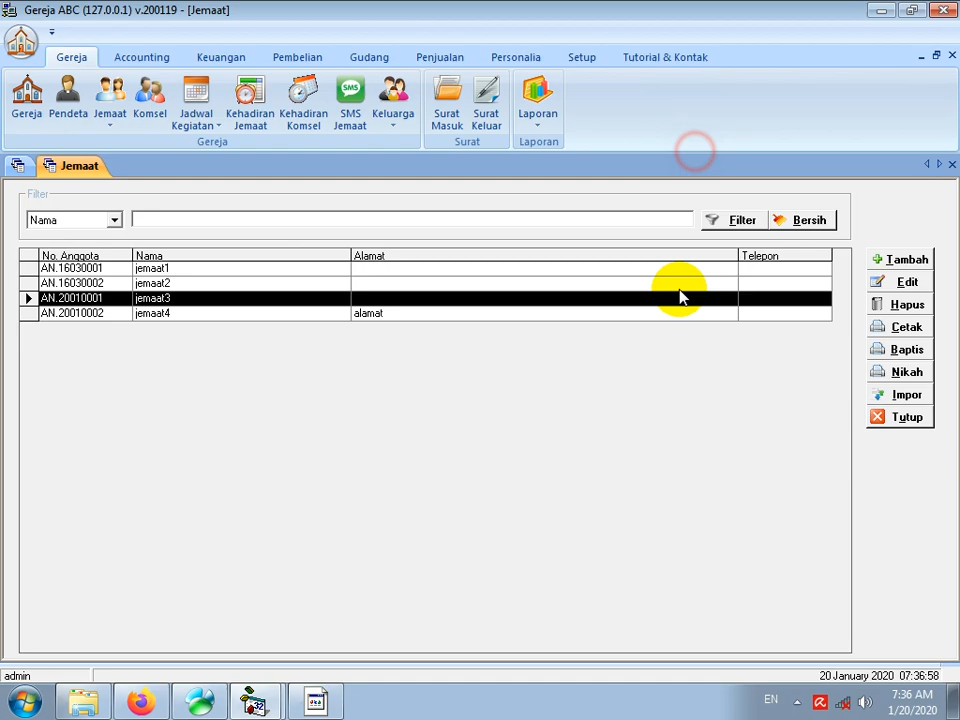 Gereja ABC (127.0.0.1) v.200119 - [Jemaat]
Gereja Accounting Keuangan Pembelian Gudang Penjualan Personalia Setup Tutorial & Kontak
Gereja Pendeta Jemaat Komsel Jadwal Kegiatan Kehadiran Jemaat Kehadiran Komsel SMS Jemaat Keluarga Surat Masuk Surat Keluar Laporan
SMS
Gereja Surat Laporan
Jemaat
Filter
Nama Filter Bersih
No. Anggota Nama Alamat Telepon
AN.16030001 jemaat1
AN.16030002 jemaat2
AN.20010001 jemaat3
AN.20010002 jemaat4 alamat
Tambah
Edit
Hapus
Cetak
Baptis
Nikah
Impor
Tutup
admin 20 January 2020 07:36:58
EN 7:36 AM
1/20/2020
32